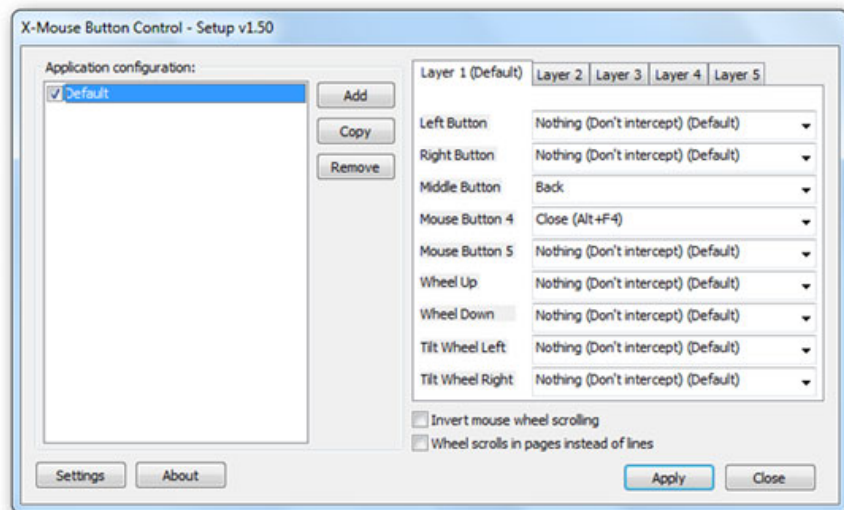 X-Mouse Button Control - Setup v1.50
Application configuration:
Default
Add
Copy
Remove
Layer 1 (Default) Layer 2 Layer 3 Layer 4 Layer 5
Left Button Nothing (Don't intercept) (Default)
Right Button Nothing (Don't intercept) (Default)
Middle Button Back
Mouse Button 4 Close (Alt+F4)
Mouse Button 5 Nothing (Don't intercept) (Default)
Wheel Up Nothing (Don't intercept) (Default)
Wheel Down Nothing (Don't intercept) (Default)
Tilt Wheel Left Nothing (Don't intercept) (Default)
Tilt Wheel Right Nothing (Don't intercept) (Default)
Invert mouse wheel scrolling
Wheel scrolls in pages instead of lines
Settings About Apply Close